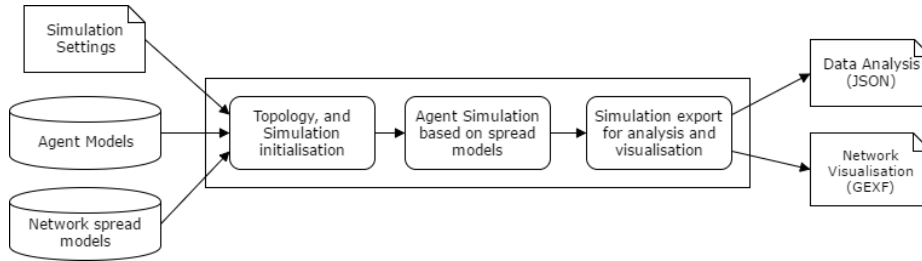 Simulation
Settings
Agent Models
Network spread
models
Topology, and
Simulation
initialisation
Agent Simulation
based on spread
models
Simulation export
for analysis and
visualisation
Data Analysis
(JSON)
Network
Visualisation
(GEXF)